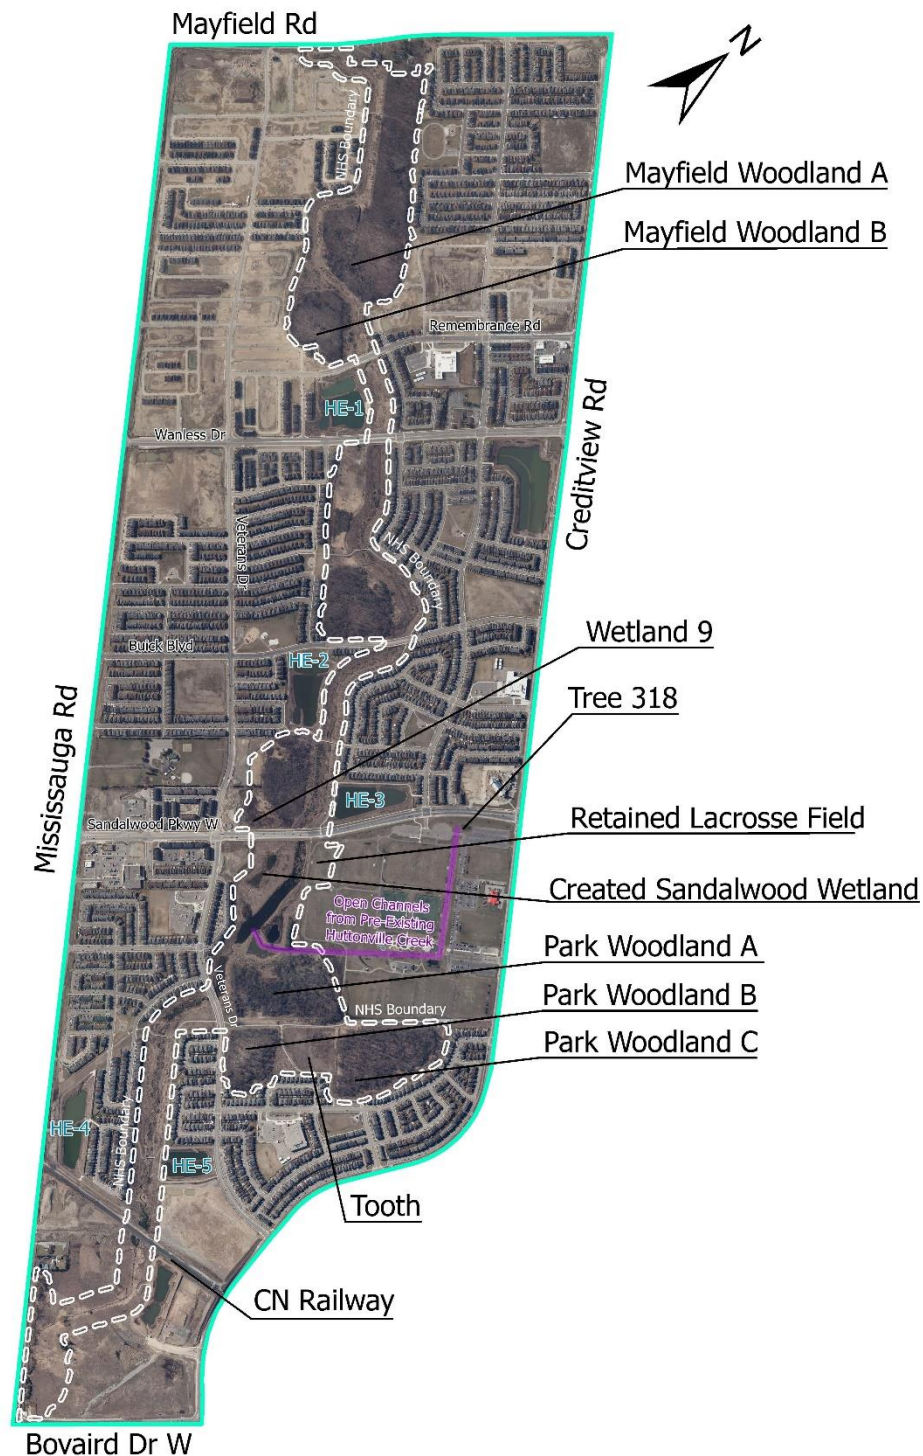 Mayfield Rd
N
NHS Boundary
Mayfield Woodland A
Mayfield Woodland B
Remembrance Rd
HE-1
Wanless Dr
Creditview Rd
Veterans Dr
NHS Boundary
Wetland 9
Buick Blvd
HE-2
Tree 318
Mississauga Rd
HE-3
Retained Lacrosse Field
Sandalwood Pkwy W
Created Sandalwood Wetland
Open Channels
from Pre-Existing
Huttonville Creek
Park Woodland A
Veterans Dr
Park Woodland B
NHS Boundary
Park Woodland C
HE-4
NHS Boundary
HE-5
Tooth
CN Railway
Bovaird Dr W